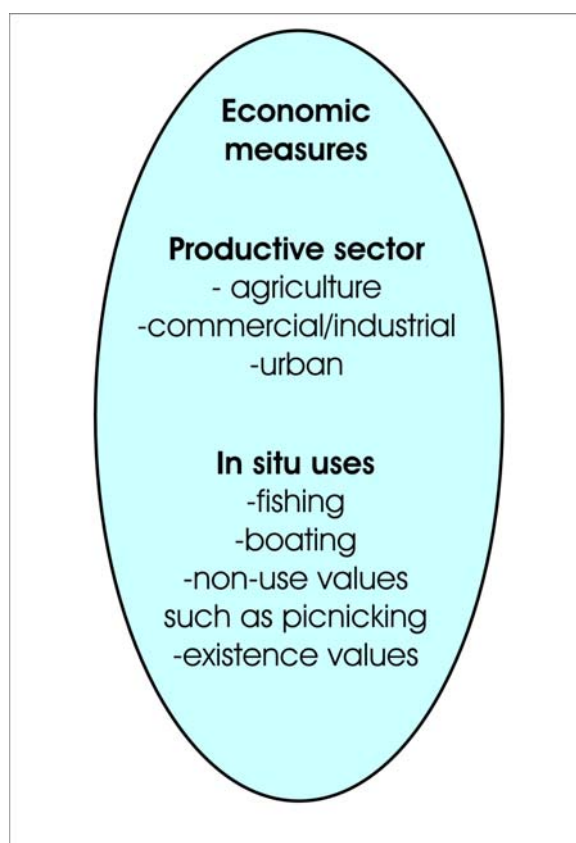 Economic
measures
Productive sector
- agriculture
-commercial/industrial
-urban
In situ uses
-fishing
-boating
-non-use values
such as picnicking
-existence values